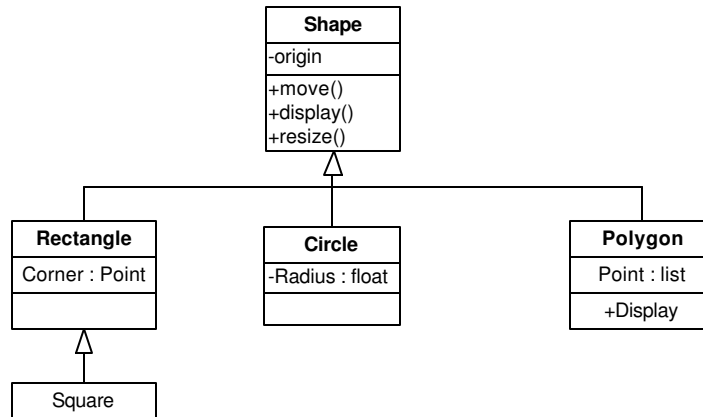 Shape
-origin
+move()
+display()
+resize()
Rectangle
Corner : Point
Circle
-Radius : float
Polygon
Point : list
+Display
Square